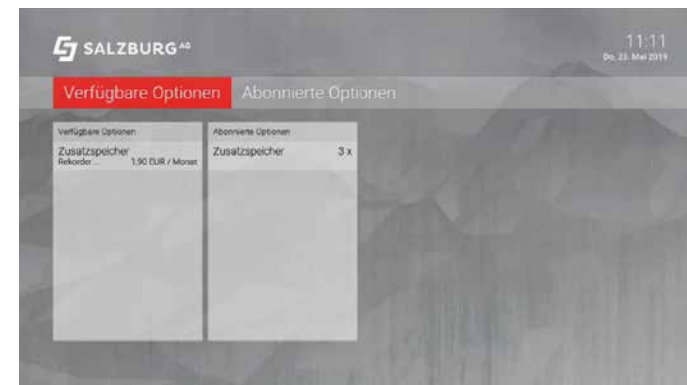 SALZBURG AG
11:11
Do, 23. Mai 2019
Verfügbare Optionen Abonnierte Optionen
Verfügbare Optionen
Zusatzspeicher
Rekorder ... 1,90 EUR / Monat
Abonnierte Optionen
Zusatzspeicher 3 x